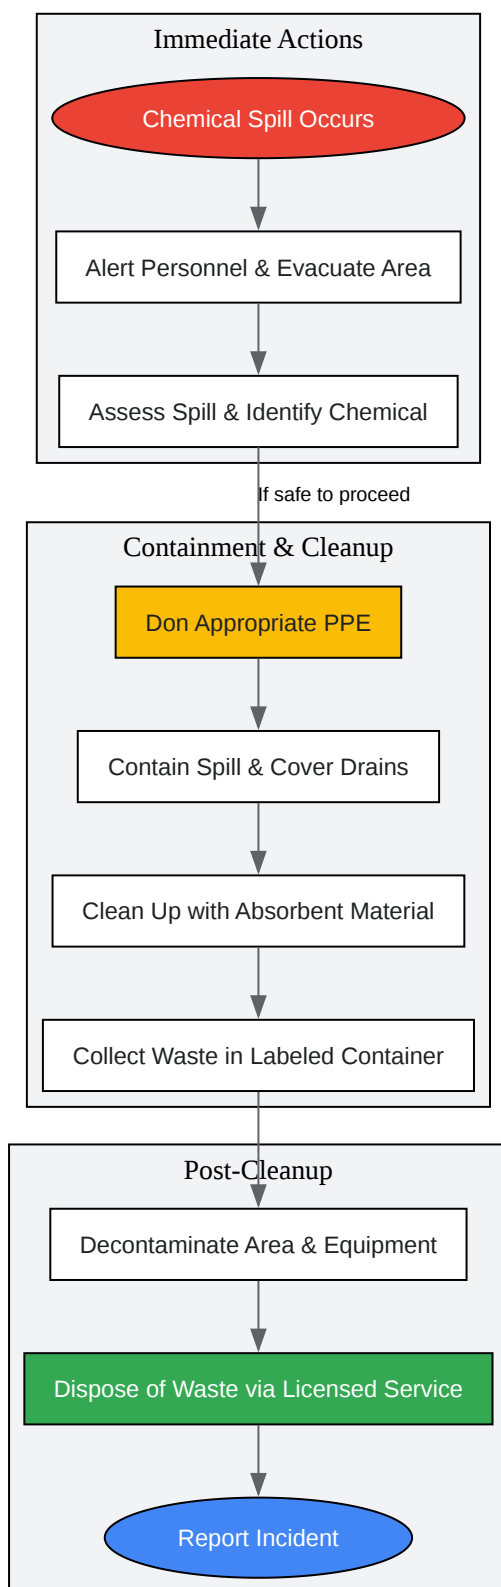 Immediate Actions
Chemical Spill Occurs
Alert Personnel & Evacuate Area
Assess Spill & Identify Chemical
If safe to proceed
Containment & Cleanup
Don Appropriate PPE
Contain Spill & Cover Drains
Clean Up with Absorbent Material
Collect Waste in Labeled Container
Post-Cleanup
Decontaminate Area & Equipment
Dispose of Waste via Licensed Service
Report Incident